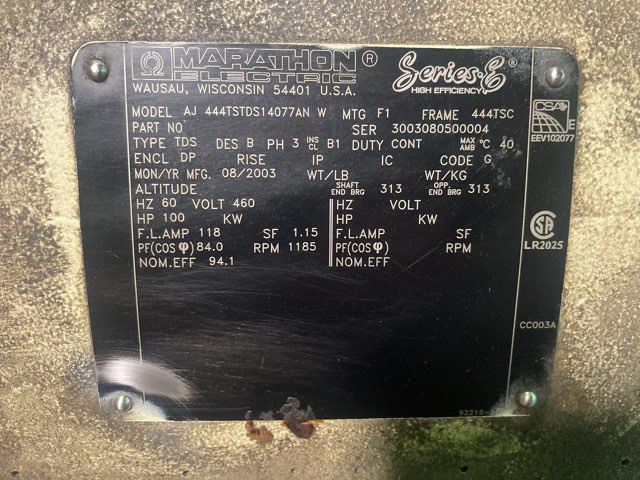 MARATHON ®
ELECTRIC
Series-E ®
HIGH EFFICIENCY
WAUSAU, WISCONSIN 54401 U.S.A.
MODEL AJ 444TSTDS14077AN W MTG F1 FRAME 444TSC
PART NO SER 3003080500004
TYPE TDS DES B PH 3 INS CL B1 DUTY CONT MAX AMB °C 40
ENCL DP RISE IP IC CODE G
MON/YR MFG. 08/2003 WT/LB WT/KG
ALTITUDE SHAFT END BRG 313 OPP. END BRG 313
HZ 60 VOLT 460 HZ VOLT
HP 100 KW HP KW
F.L.AMP 118 SF 1.15 F.L.AMP SF
PF(COS φ) 84.0 RPM 1185 PF(COS φ) RPM
NOM.EFF 94.1 NOM.EFF
CSA E
EEV102077
LR2025
CC003A
92216